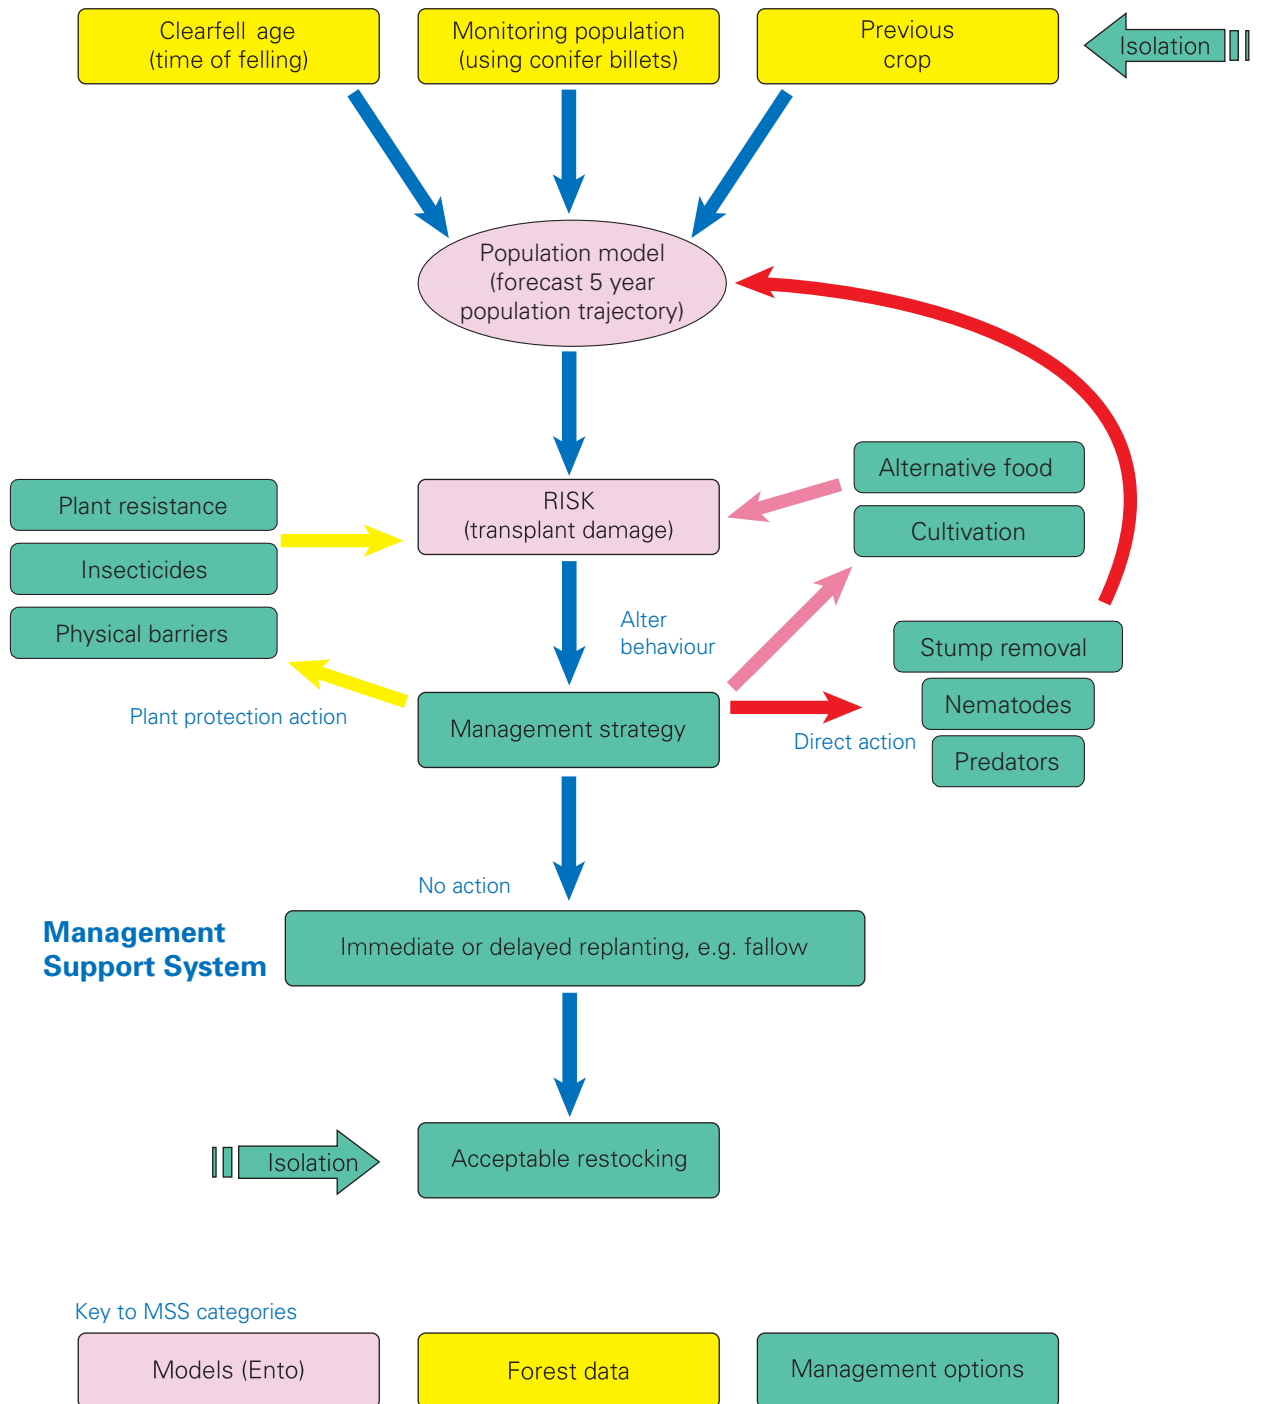 Clearfell age
(time of felling)
Monitoring population
(using conifer billets)
Previous
crop
Isolation
Population model
(forecast 5 year
population trajectory)
Plant resistance
Insecticides
Physical barriers
RISK
(transplant damage)
Alternative food
Cultivation
Alter
behaviour
Stump removal
Nematodes
Predators
Plant protection action
Management strategy
Direct action
No action
Management
Support System
Immediate or delayed replanting, e.g. fallow
Isolation
Acceptable restocking
Key to MSS categories
Models (Ento)
Forest data
Management options